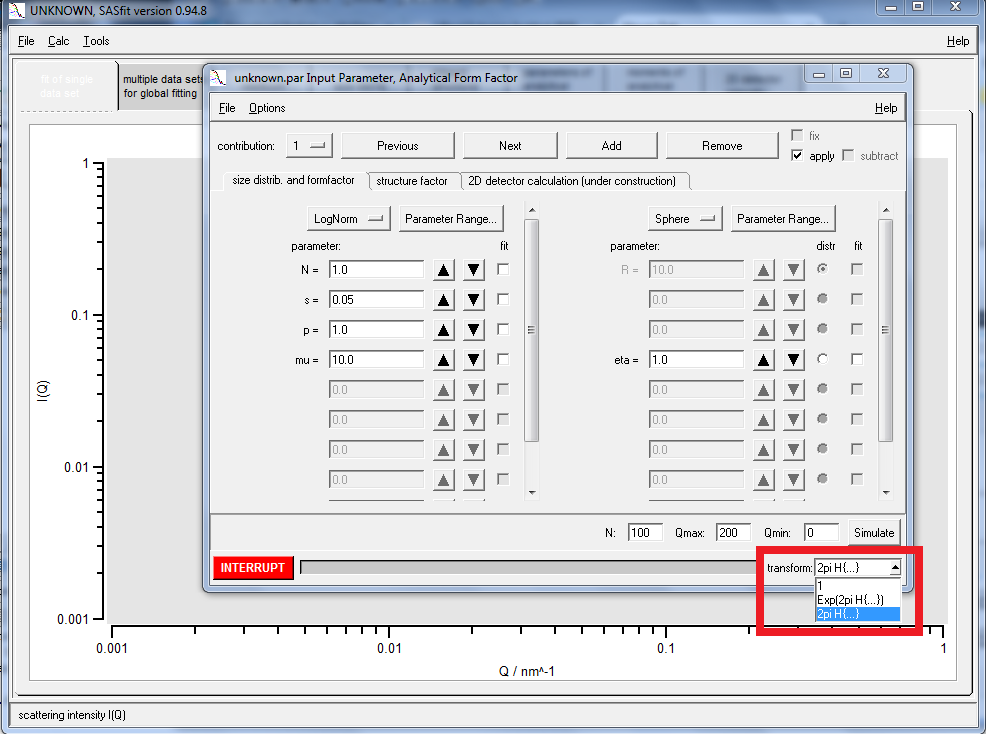 UNKNOWN, SASfit version 0.94.8
File Calc Tools Help
fit of single
data set
multiple data sets
for global fitting
unknown.par Input Parameter, Analytical Form Factor
File Options Help
contribution: 1 Previous Next Add Remove
fix
apply subtract
size distrib. and formfactor structure factor 2D detector calculation (under construction)
LogNorm Parameter Range... Sphere Parameter Range...
parameter: fit parameter: distr fit
N = 1.0 R = 10.0
s = 0.05 0.0
p = 1.0 0.0
mu = 10.0 eta = 1.0
0.0 0.0
0.0 0.0
0.0 0.0
0.0 0.0
N: 100 Qmax: 200 Qmin: 0 Simulate
INTERRUPT transform: 2pi H{...}
1
Exp(2pi H{...})
2pi H{...}
1
0.1
0.01
0.001
I(Q)
0.001 0.01 0.1 1
Q / nm^-1
scattering intensity I(Q)